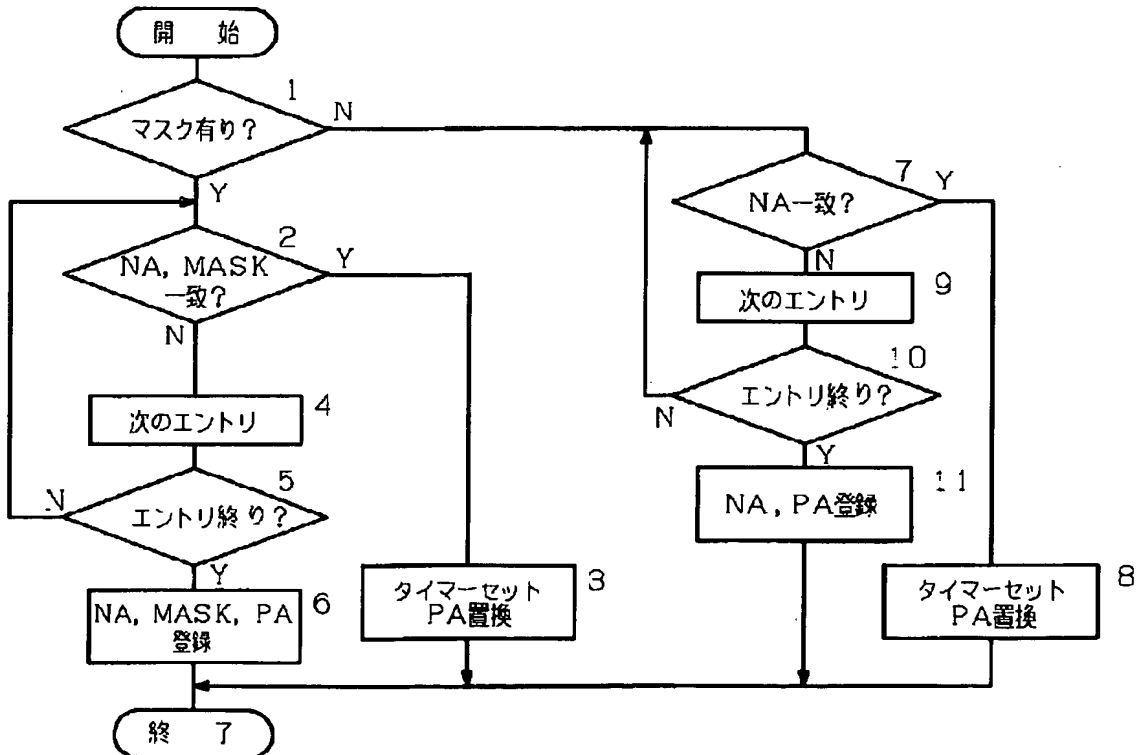 開 始
1
マスク有り?
N
Y
2
NA, MASK
一致?
Y
N
4
次のエントリ
5
エントリ終り?
N
Y
6
NA, MASK, PA
登録
3
タイマーセット
PA置換
7
NA一致?
Y
N
9
次のエントリ
10
エントリ終り?
N
Y
11
NA, PA登録
8
タイマーセット
PA置換
終 了